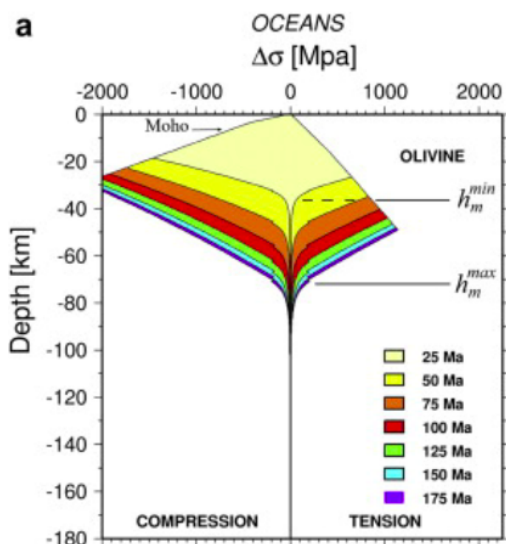 a
OCEANS
Δσ [Mpa]
-2000 -1000 0 1000 2000
0
-20
-40
-60
-80
-100
-120
-140
-160
-180
Depth [km]
Moho
OLIVINE
h_m^min
h_m^max
25 Ma
50 Ma
75 Ma
100 Ma
125 Ma
150 Ma
175 Ma
COMPRESSION TENSION